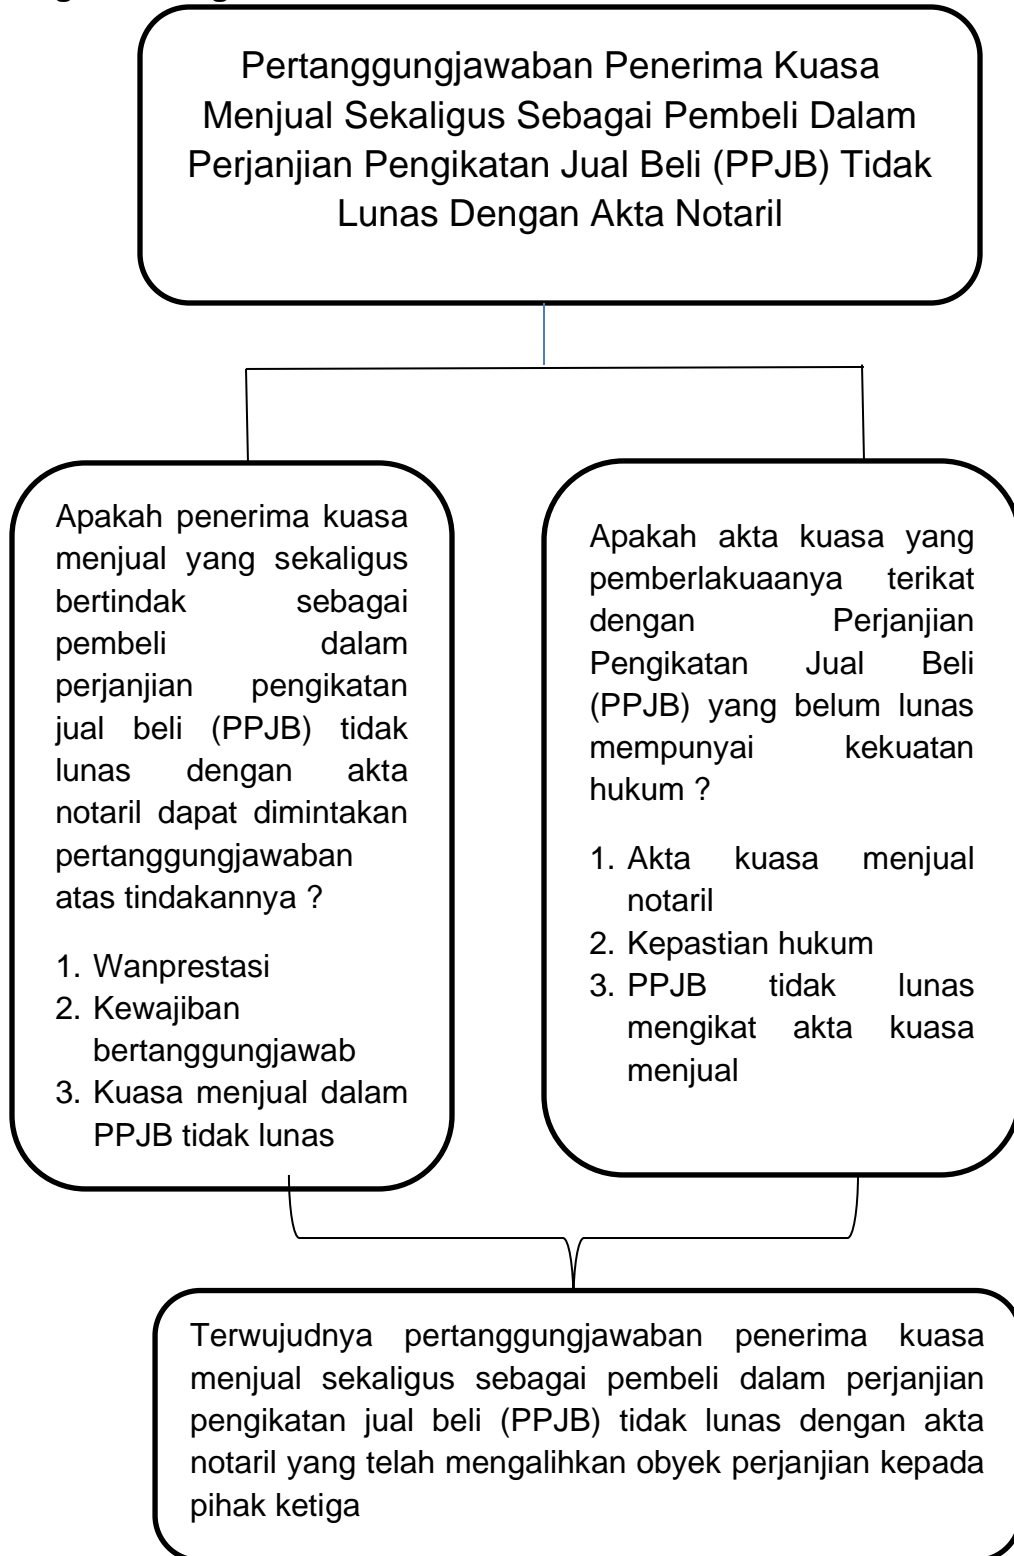 Pertanggungjawaban Penerima Kuasa
Menjual Sekaligus Sebagai Pembeli Dalam
Perjanjian Pengikatan Jual Beli (PPJB) Tidak
Lunas Dengan Akta Notaril
Apakah penerima kuasa
menjual yang sekaligus
bertindak sebagai
pembeli dalam
perjanjian pengikatan
jual beli (PPJB) tidak
lunas dengan akta
notaril dapat dimintakan
pertanggungjawaban
atas tindakannya ?
1. Wanprestasi
2. Kewajiban
bertanggungjawab
3. Kuasa menjual dalam
PPJB tidak lunas
Apakah akta kuasa yang
pemberlakuaanya terikat
dengan Perjanjian
Pengikatan Jual Beli
(PPJB) yang belum lunas
mempunyai kekuatan
hukum ?
1. Akta kuasa menjual
notaril
2. Kepastian hukum
3. PPJB tidak lunas
mengikat akta kuasa
menjual
Terwujudnya pertanggungjawaban penerima kuasa
menjual sekaligus sebagai pembeli dalam perjanjian
pengikatan jual beli (PPJB) tidak lunas dengan akta
notaril yang telah mengalihkan obyek perjanjian kepada
pihak ketiga